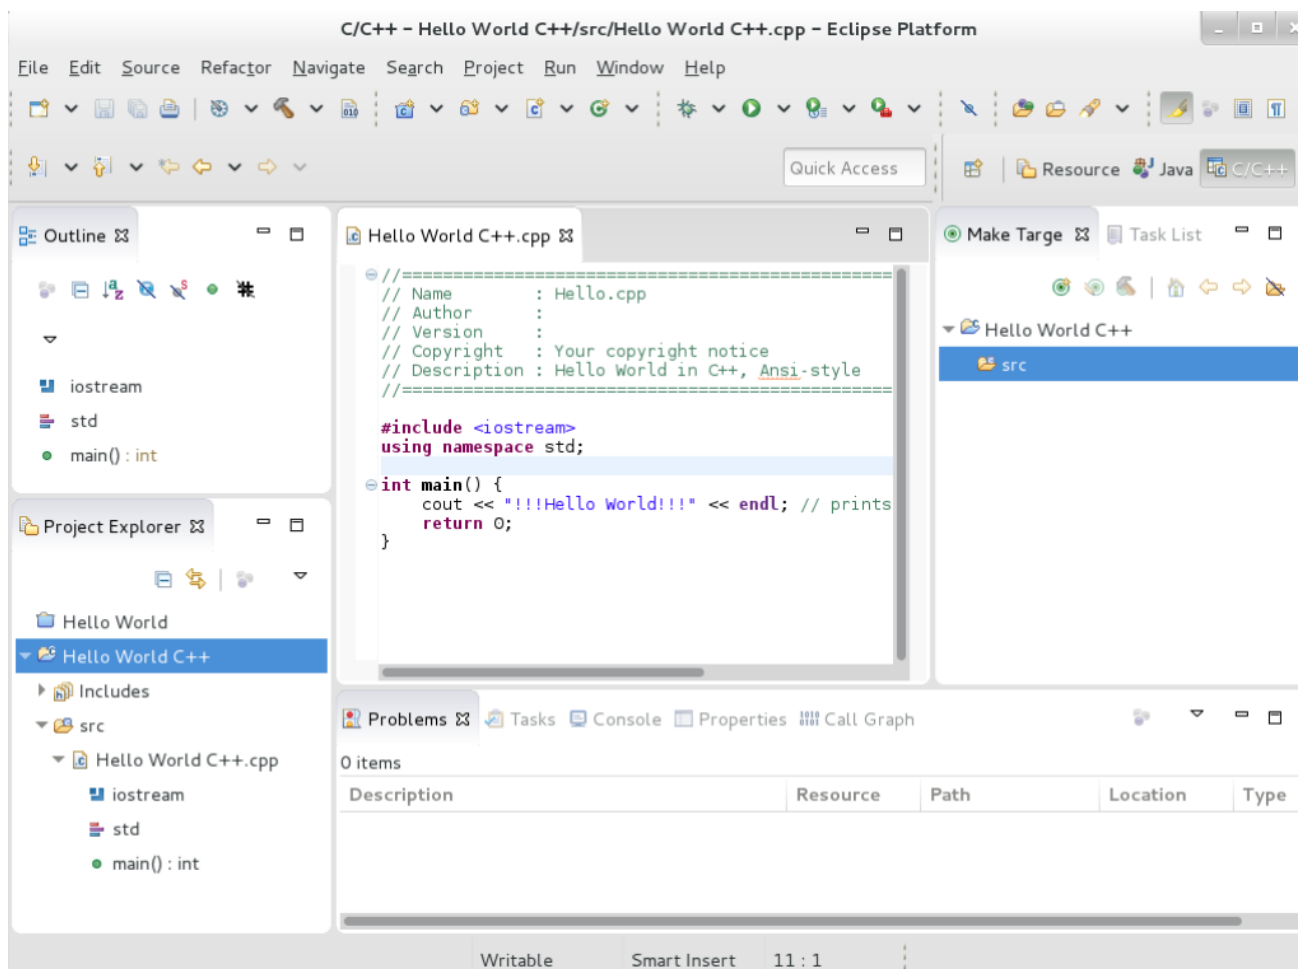 C/C++ – Hello World C++/src/Hello World C++.cpp – Eclipse Platform
File Edit Source Refactor Navigate Search Project Run Window Help
010
Quick Access
Resource Java C/C++
Outline
iostream
std
main() : int
Project Explorer
Hello World
Hello World C++
Includes
src
Hello World C++.cpp
iostream
std
main() : int
Hello World C++.cpp
//================================================
// Name        : Hello.cpp
// Author      :
// Version     :
// Copyright   : Your copyright notice
// Description : Hello World in C++, Ansi-style
//================================================
#include <iostream>
using namespace std;
int main() {
cout << "!!!Hello World!!!" << endl; // prints
return 0;
}
Make Targe Task List
Hello World C++
src
Problems Tasks Console Properties Call Graph
0 items
Description Resource Path Location Type
Writable Smart Insert 11 : 1